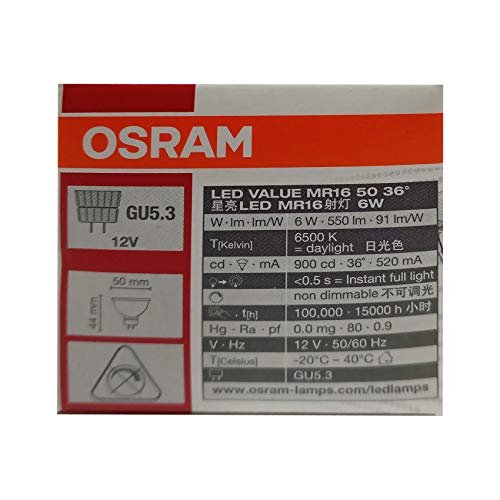 OSRAM
GU5.3
12V
50 mm
44 mm
LED VALUE MR16 50 36°
星亮LED MR16射灯 6W
W · lm · lm/W 6 W · 550 lm · 91 lm/W
T[Kelvin] 6500 K
= daylight 日光色
cd · mA 900 cd · 36° · 520 mA
<0.5 s = Instant full light
non dimmable 不可调光
· t[h] 100,000 · 15000 h 小时
Hg · Ra · pf 0.0 mg · 80 · 0.9
V · Hz 12 V · 50/60 Hz
T[Celsius] -20°C – 40°C
GU5.3
www.osram-lamps.com/ledlamps